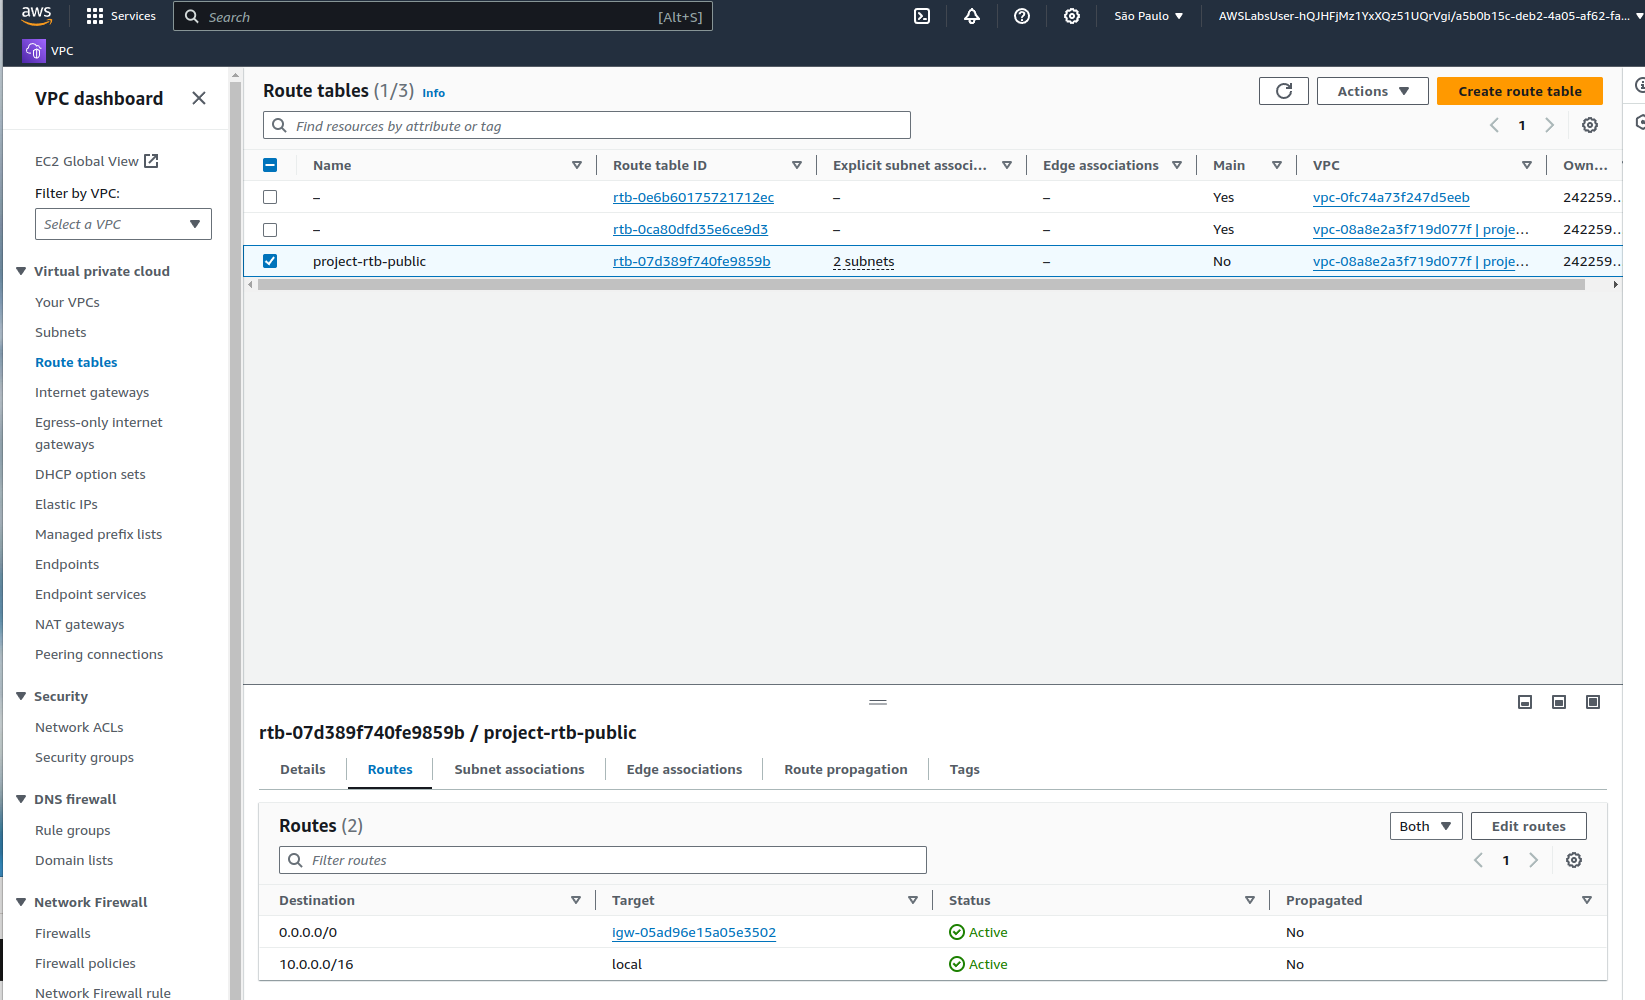 aws
Services
Search
[Alt+S]
São Paulo
AWSLabsUser-hQJHFjMz1YxXQz51UQrVgi/a5b0b15c-deb2-4a05-af62-fa...
VPC
VPC dashboard
EC2 Global View
Filter by VPC:
Select a VPC
Virtual private cloud
Your VPCs
Subnets
Route tables
Internet gateways
Egress-only internet
gateways
DHCP option sets
Elastic IPs
Managed prefix lists
Endpoints
Endpoint services
NAT gateways
Peering connections
Security
Network ACLs
Security groups
DNS firewall
Rule groups
Domain lists
Network Firewall
Firewalls
Firewall policies
Network Firewall rule
Route tables (1/3) Info
Actions
Create route table
Find resources by attribute or tag
1
Name Route table ID Explicit subnet associ... Edge associations Main VPC Own...
– rtb-0e6b60175721712ec – – Yes vpc-0fc74a73f247d5eeb 242259...
– rtb-0ca80dfd35e6ce9d3 – – Yes vpc-08a8e2a3f719d077f | proje... 242259...
project-rtb-public rtb-07d389f740fe9859b 2 subnets – No vpc-08a8e2a3f719d077f | proje... 242259...
rtb-07d389f740fe9859b / project-rtb-public
Details Routes Subnet associations Edge associations Route propagation Tags
Routes (2)
Both
Edit routes
Filter routes
1
Destination Target Status Propagated
0.0.0.0/0 igw-05ad96e15a05e3502 Active No
10.0.0.0/16 local Active No